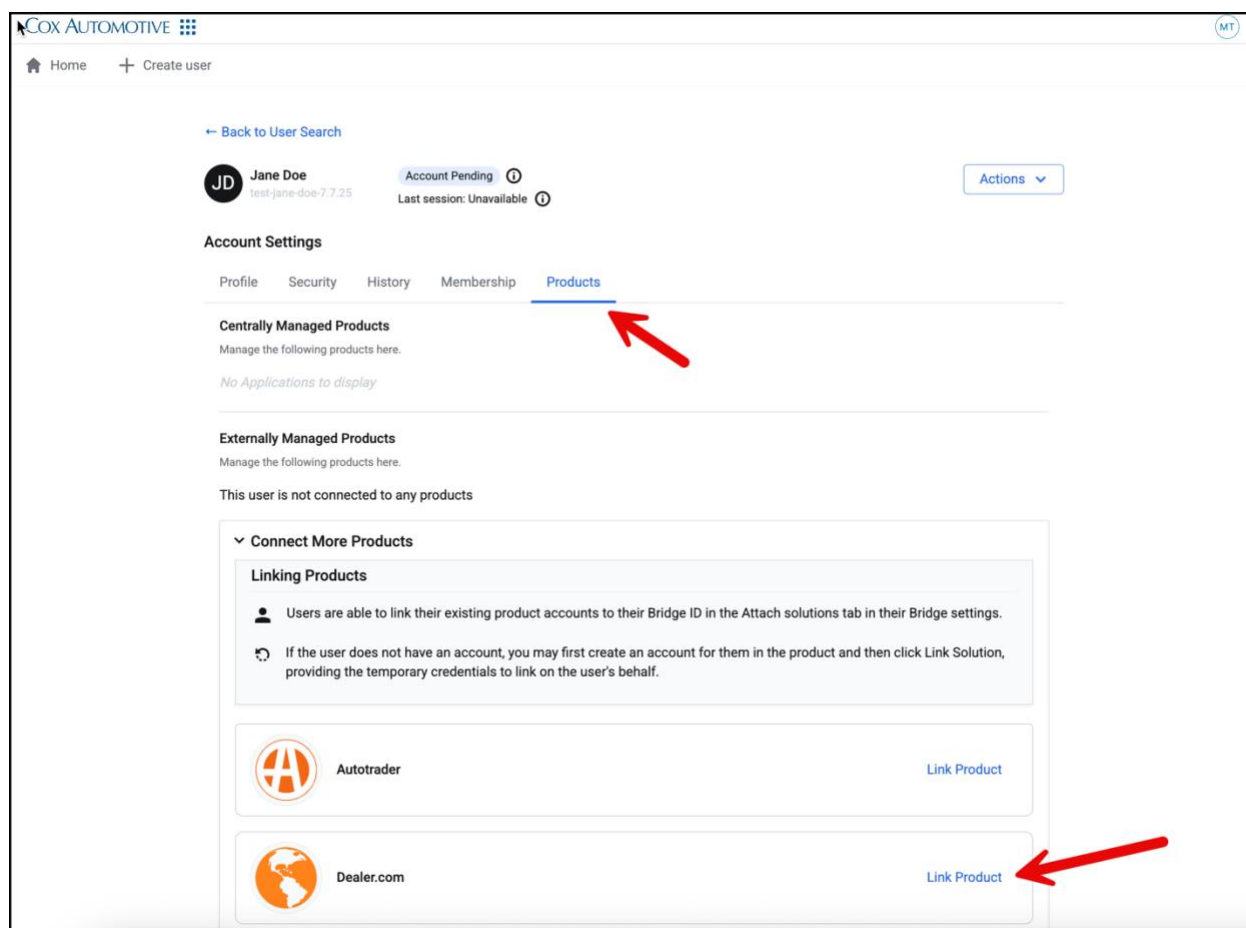 COX AUTOMOTIVE
MT
Home
Create user
← Back to User Search
JD
Jane Doe
test-jane-doe-7.7.25
Account Pending
Last session: Unavailable
Actions
Account Settings
Profile Security History Membership Products
Centrally Managed Products
Manage the following products here.
No Applications to display
Externally Managed Products
Manage the following products here.
This user is not connected to any products
Connect More Products
Linking Products
Users are able to link their existing product accounts to their Bridge ID in the Attach solutions tab in their Bridge settings.
If the user does not have an account, you may first create an account for them in the product and then click Link Solution,
providing the temporary credentials to link on the user's behalf.
Autotrader
Link Product
Dealer.com
Link Product